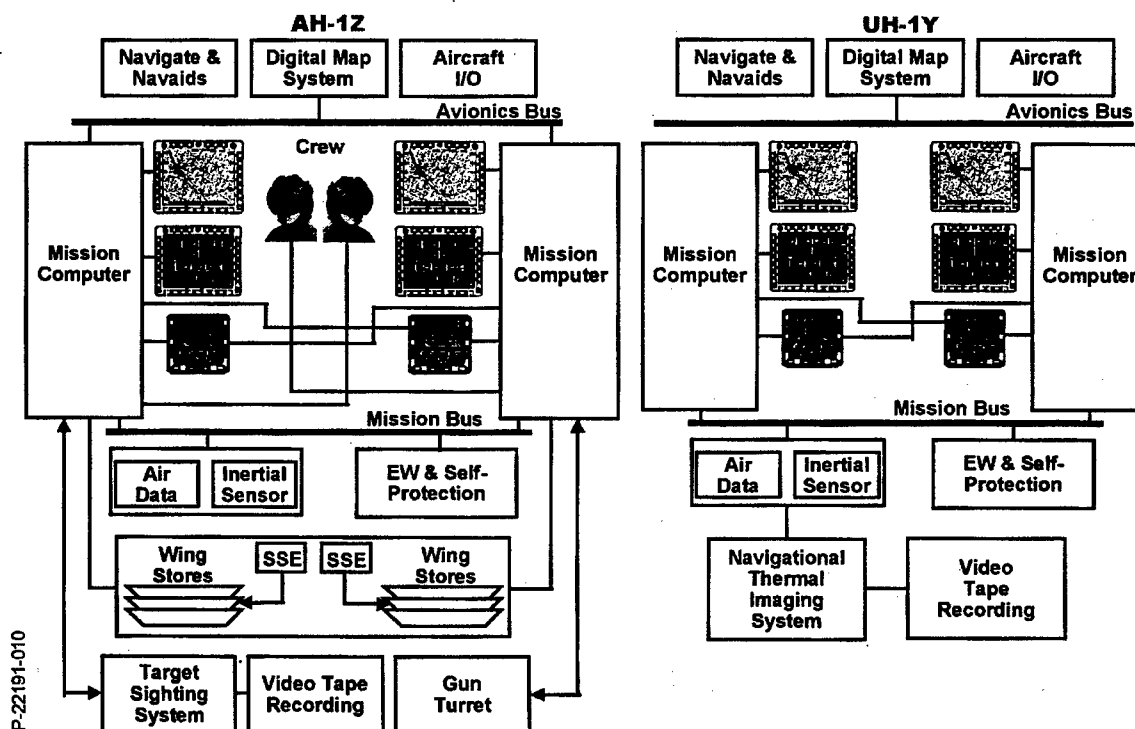 AH-1Z
Navigate &
Navaids
Digital Map
System
Aircraft
I/O
Avionics Bus
Crew
Mission
Computer
Mission
Computer
Mission Bus
Air
Data
Inertial
Sensor
EW & Self-
Protection
Wing
Stores
SSE
SSE
Wing
Stores
Target
Sighting
System
Video Tape
Recording
Gun
Turret
P-22191-010
UH-1Y
Navigate &
Navaids
Digital Map
System
Aircraft
I/O
Avionics Bus
Mission
Computer
Mission
Computer
Mission Bus
Air
Data
Inertial
Sensor
EW & Self-
Protection
Navigational
Thermal
Imaging
System
Video
Tape
Recording